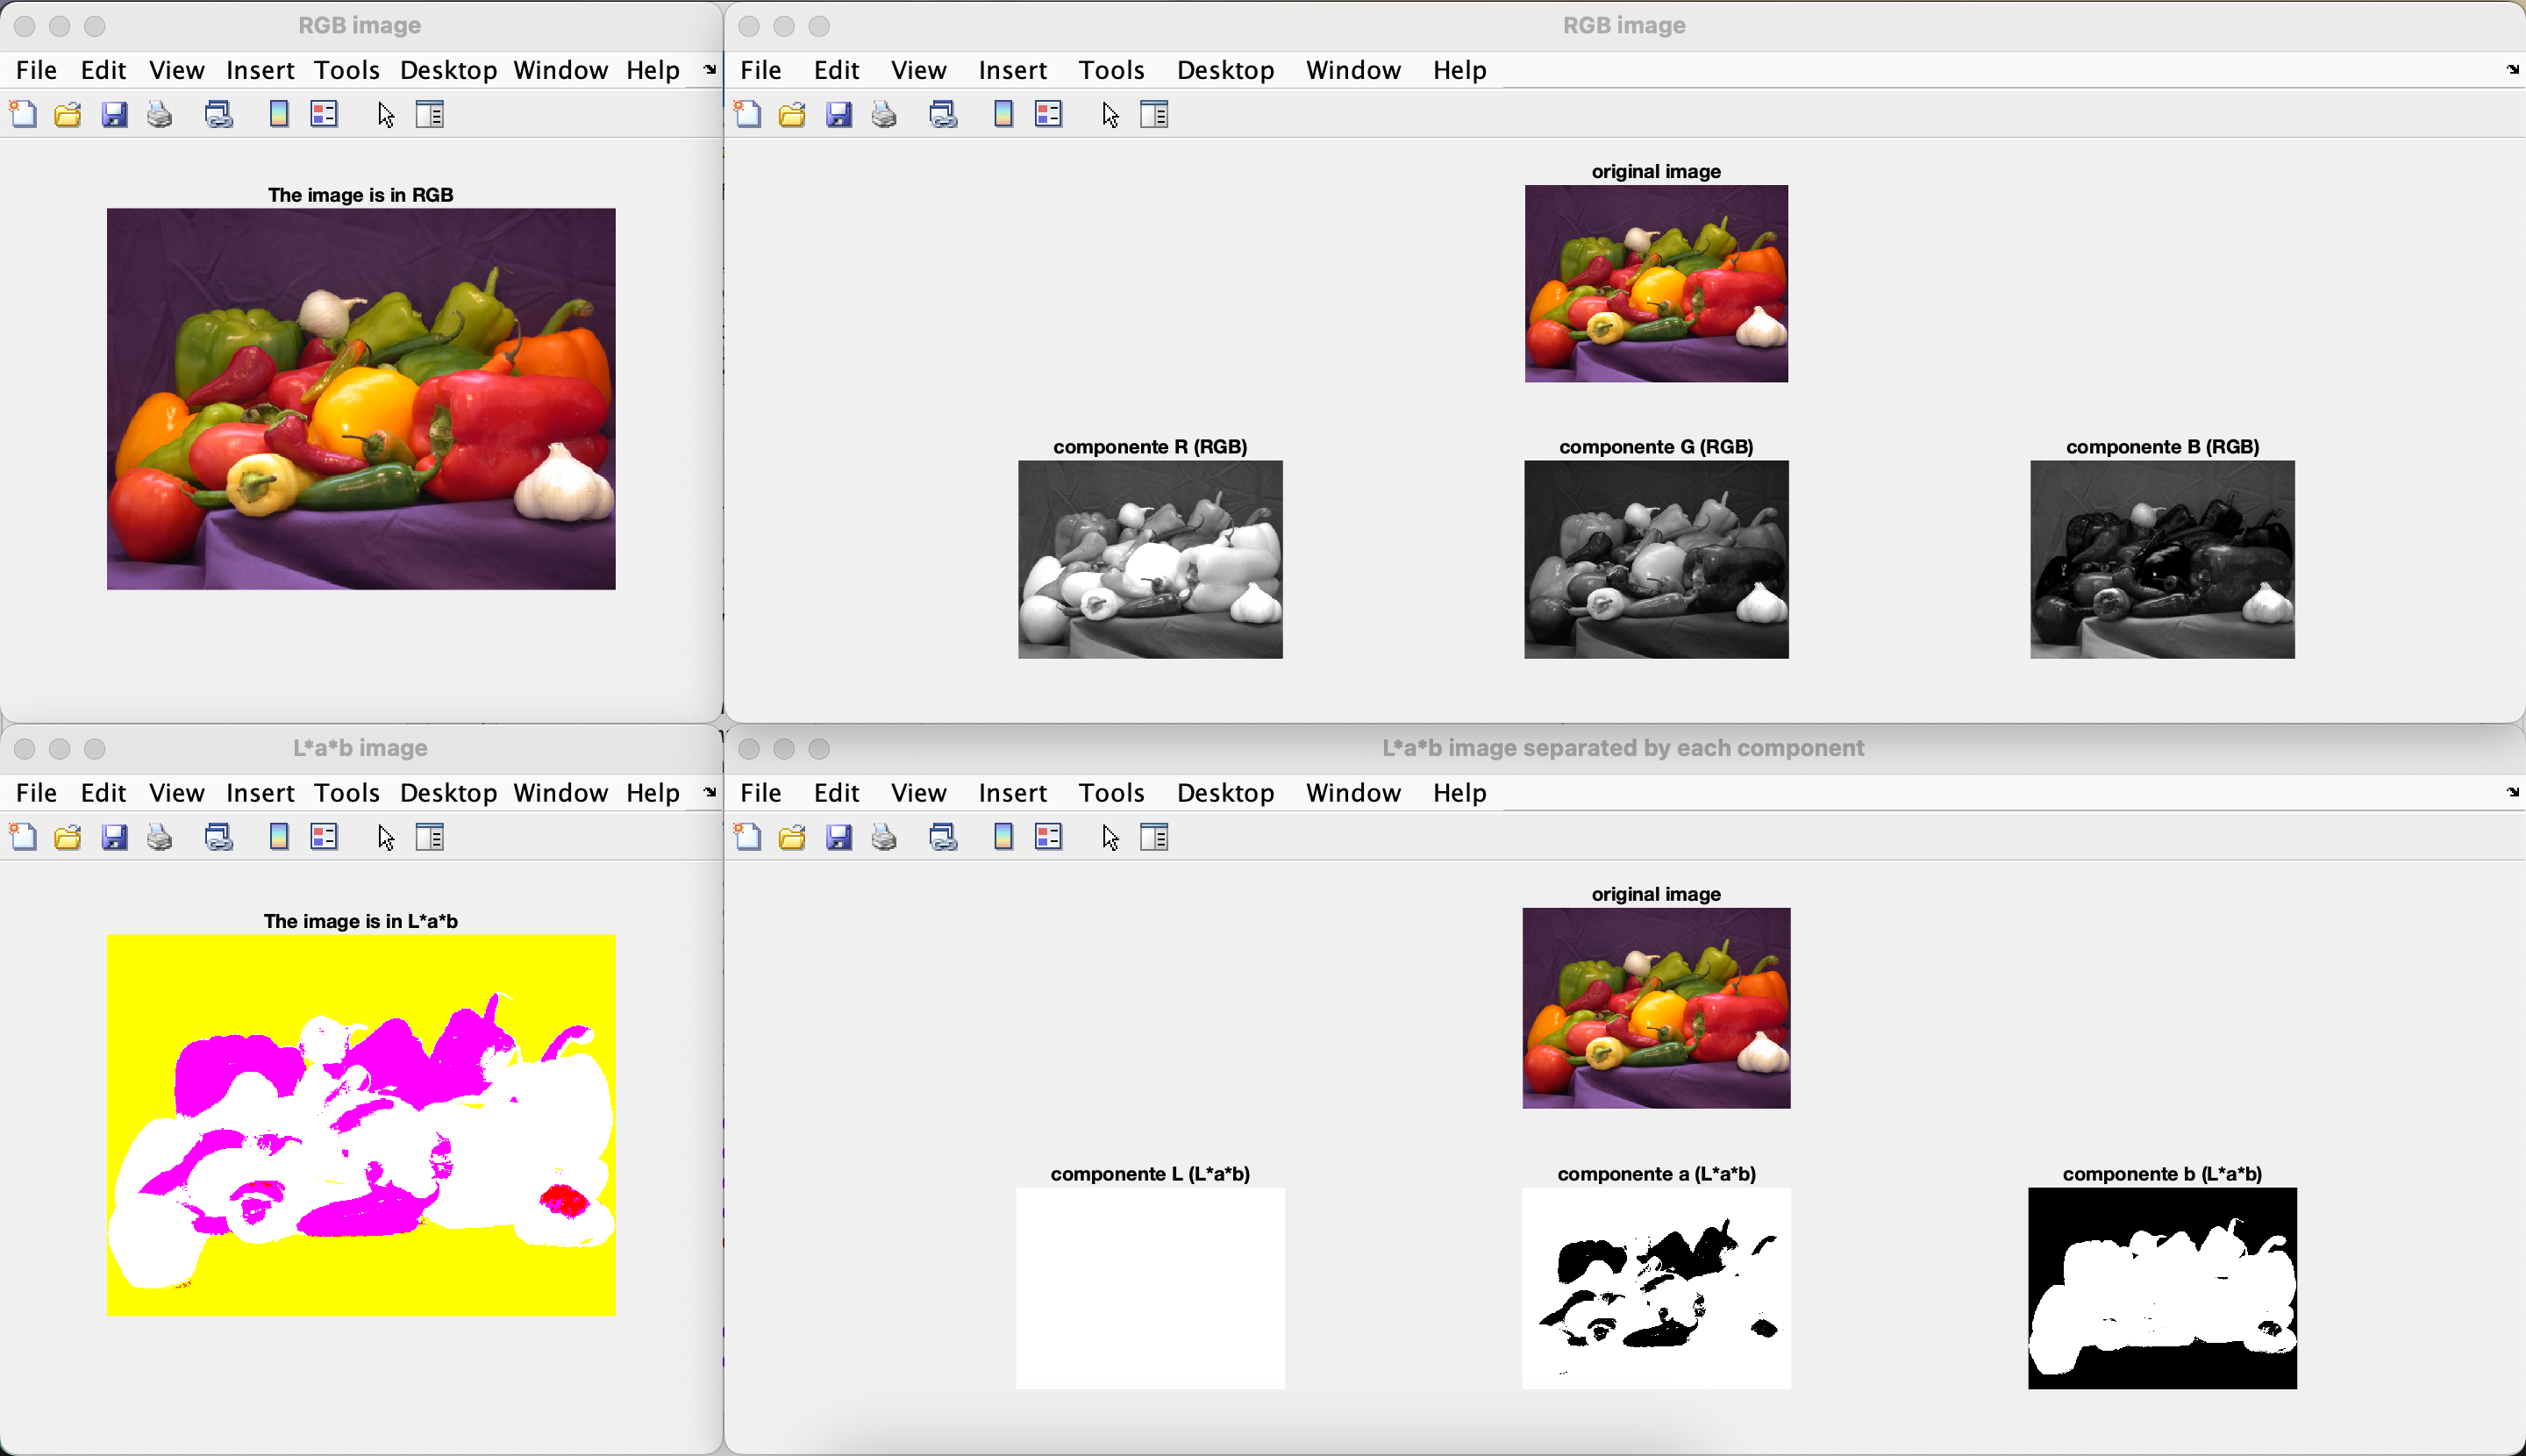 RGB image
File Edit View Insert Tools Desktop Window Help
The image is in RGB
RGB image
File Edit View Insert Tools Desktop Window Help
original image
componente R (RGB)
componente G (RGB)
componente B (RGB)
L*a*b image
File Edit View Insert Tools Desktop Window Help
The image is in L*a*b
L*a*b image separated by each component
File Edit View Insert Tools Desktop Window Help
original image
componente L (L*a*b)
componente a (L*a*b)
componente b (L*a*b)